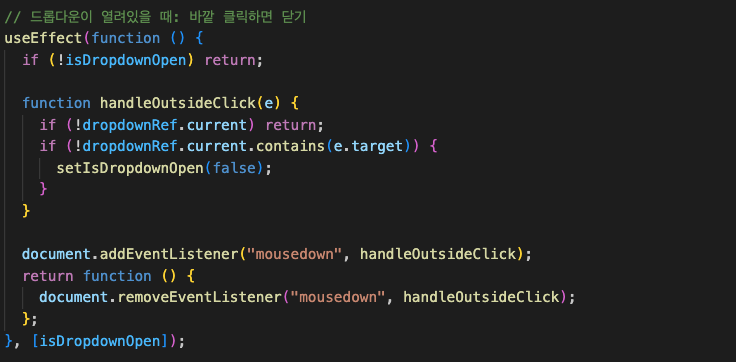 // 드롭다운이 열려있을 때: 바깥 클릭하면 닫기
useEffect(function () {
  if (!isDropdownOpen) return;

  function handleOutsideClick(e) {
    if (!dropdownRef.current) return;
    if (!dropdownRef.current.contains(e.target)) {
      setIsDropdownOpen(false);
    }
  }

  document.addEventListener("mousedown", handleOutsideClick);
  return function () {
    document.removeEventListener("mousedown", handleOutsideClick);
  };
}, [isDropdownOpen]);